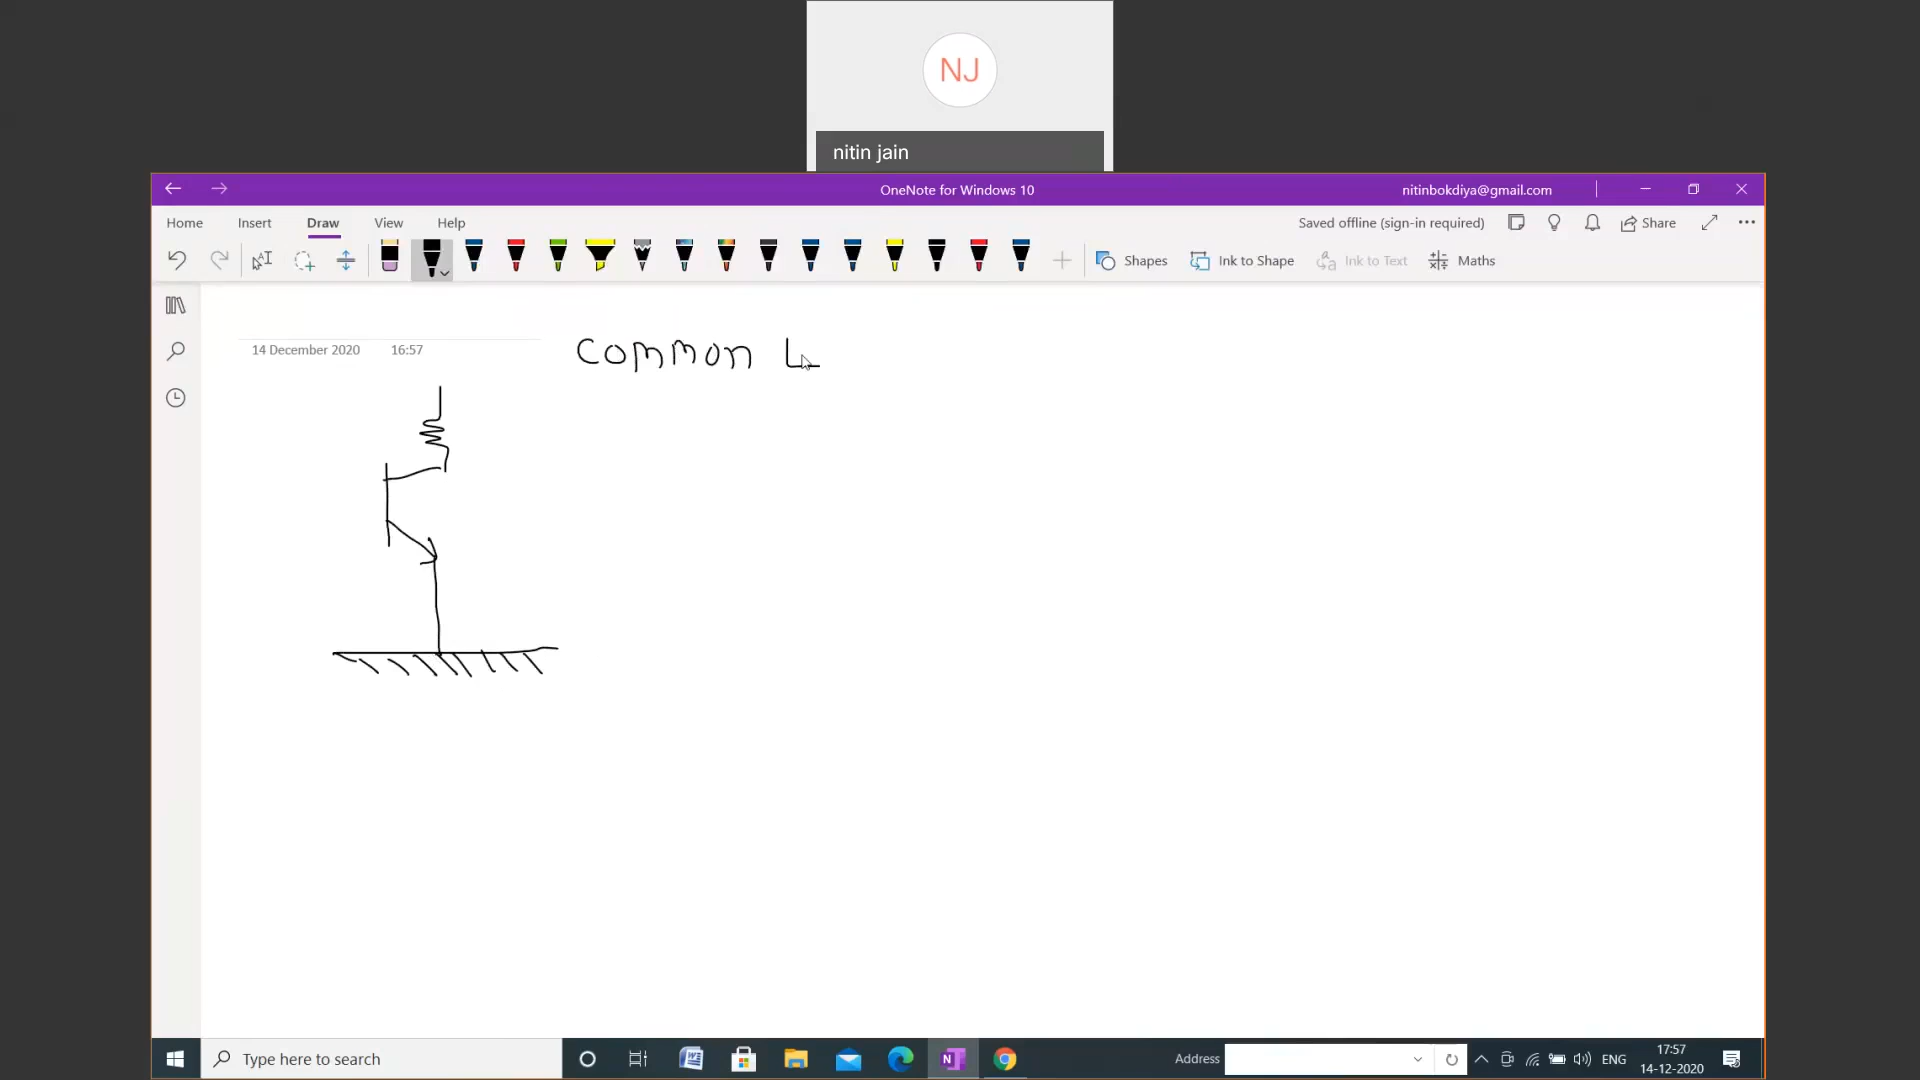 NJ
nitin jain
OneNote for Windows 10
nitinbokdiya@gmail.com
Home Insert Draw View Help
Saved offline (sign-in required)
Share
Shapes
Ink to Shape
Ink to Text
Maths
14 December 2020 16:57
Common
Type here to search
Address
ENG
17:57
14-12-2020